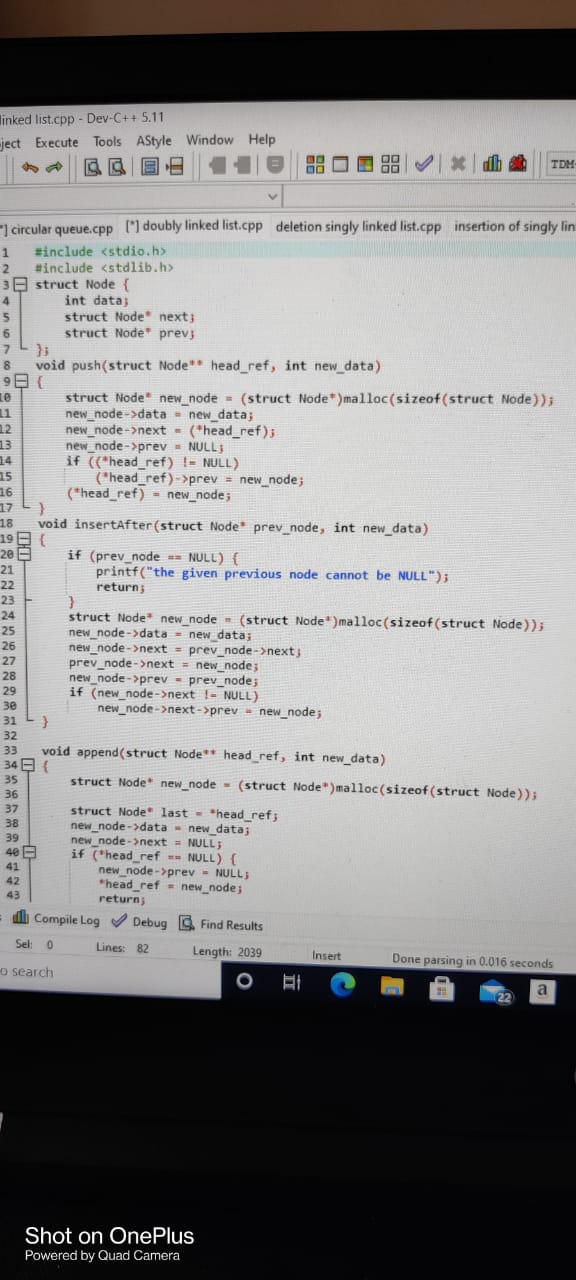 linked list.cpp - Dev-C++ 5.11
ject Execute Tools AStyle Window Help
TDM-
*] circular queue.cpp [*] doubly linked list.cpp deletion singly linked list.cpp insertion of singly lin
1 #include <stdio.h>
2 #include <stdlib.h>
3 struct Node {
4 int data;
5 struct Node* next;
6 struct Node* prev;
7 };
8 void push(struct Node** head_ref, int new_data)
9 {
10 struct Node* new_node = (struct Node*)malloc(sizeof(struct Node));
11 new_node->data = new_data;
12 new_node->next = (*head_ref);
13 new_node->prev = NULL;
14 if ((*head_ref) != NULL)
15 (*head_ref)->prev = new_node;
16 (*head_ref) = new_node;
17 }
18 void insertAfter(struct Node* prev_node, int new_data)
19 {
20 if (prev_node == NULL) {
21 printf("the given previous node cannot be NULL");
22 return;
23 }
24 struct Node* new_node = (struct Node*)malloc(sizeof(struct Node));
25 new_node->data = new_data;
26 new_node->next = prev_node->next;
27 prev_node->next = new_node;
28 new_node->prev = prev_node;
29 if (new_node->next != NULL)
30 new_node->next->prev = new_node;
31 }
32
33 void append(struct Node** head_ref, int new_data)
34 {
35 struct Node* new_node = (struct Node*)malloc(sizeof(struct Node));
36
37 struct Node* last = *head_ref;
38 new_node->data = new_data;
39 new_node->next = NULL;
40 if (*head_ref == NULL) {
41 new_node->prev = NULL;
42 *head_ref = new_node;
43 return;
Compile Log Debug Find Results
Sel: 0 Lines: 82 Length: 2039 Insert Done parsing in 0.016 seconds
o search
22
a
Shot on OnePlus
Powered by Quad Camera